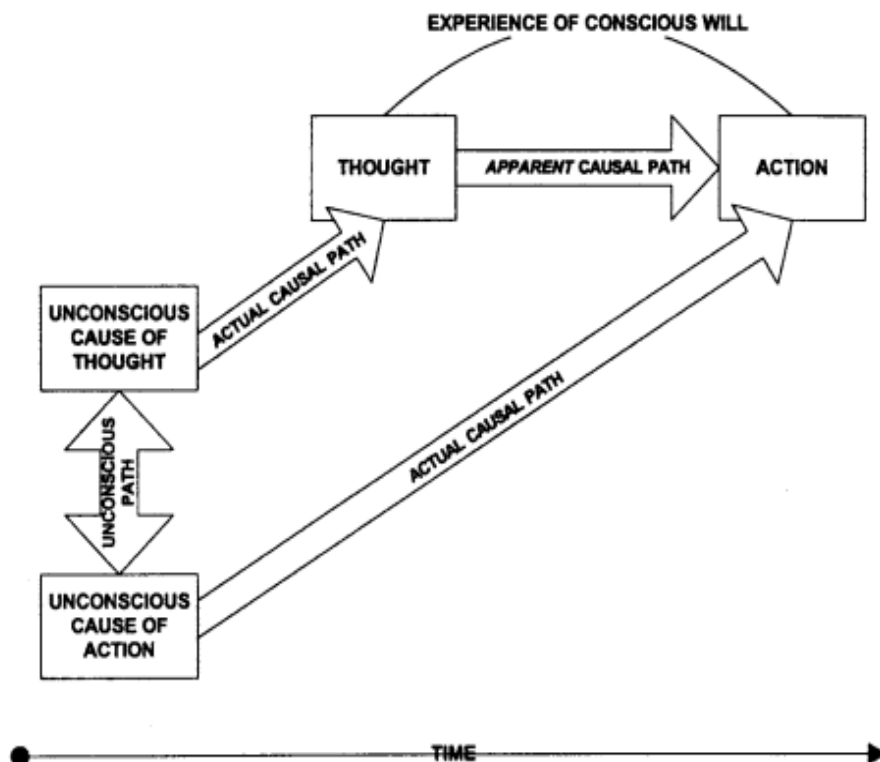 EXPERIENCE OF CONSCIOUS WILL
THOUGHT
APPARENT CAUSAL PATH
ACTION
ACTUAL CAUSAL PATH
UNCONSCIOUS
CAUSE OF
THOUGHT
UNCONSCIOUS
PATH
ACTUAL CAUSAL PATH
UNCONSCIOUS
CAUSE OF
ACTION
TIME